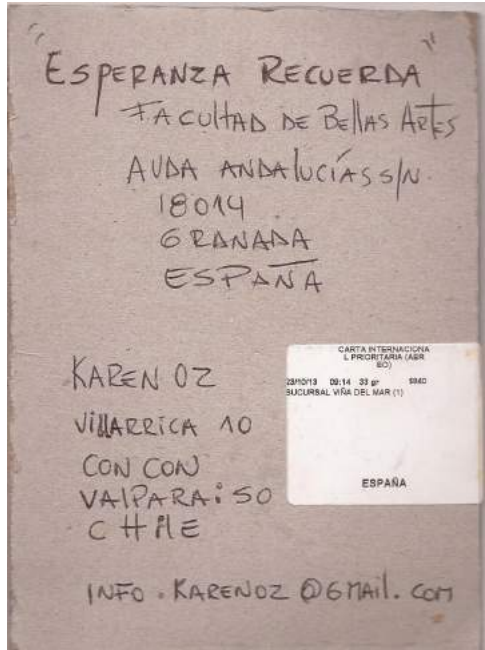 "ESPERANZA RECUERDA"
FACULTAD DE BELLAS ARTES
AVDA ANDALUCÍAS S/N.
18014
GRANADA
ESPAÑA
KAREN OZ
VILLARRICA 10
CON CON
VALPARAISO
CHILE
INFO.KARENOZ@GMAIL.COM
CARTA INTERNACIONA
L PRIORITARIA (AER
EO)
23/10/13 09:14 33 gr 5940
SUCURSAL VIÑA DEL MAR (1)
ESPAÑA